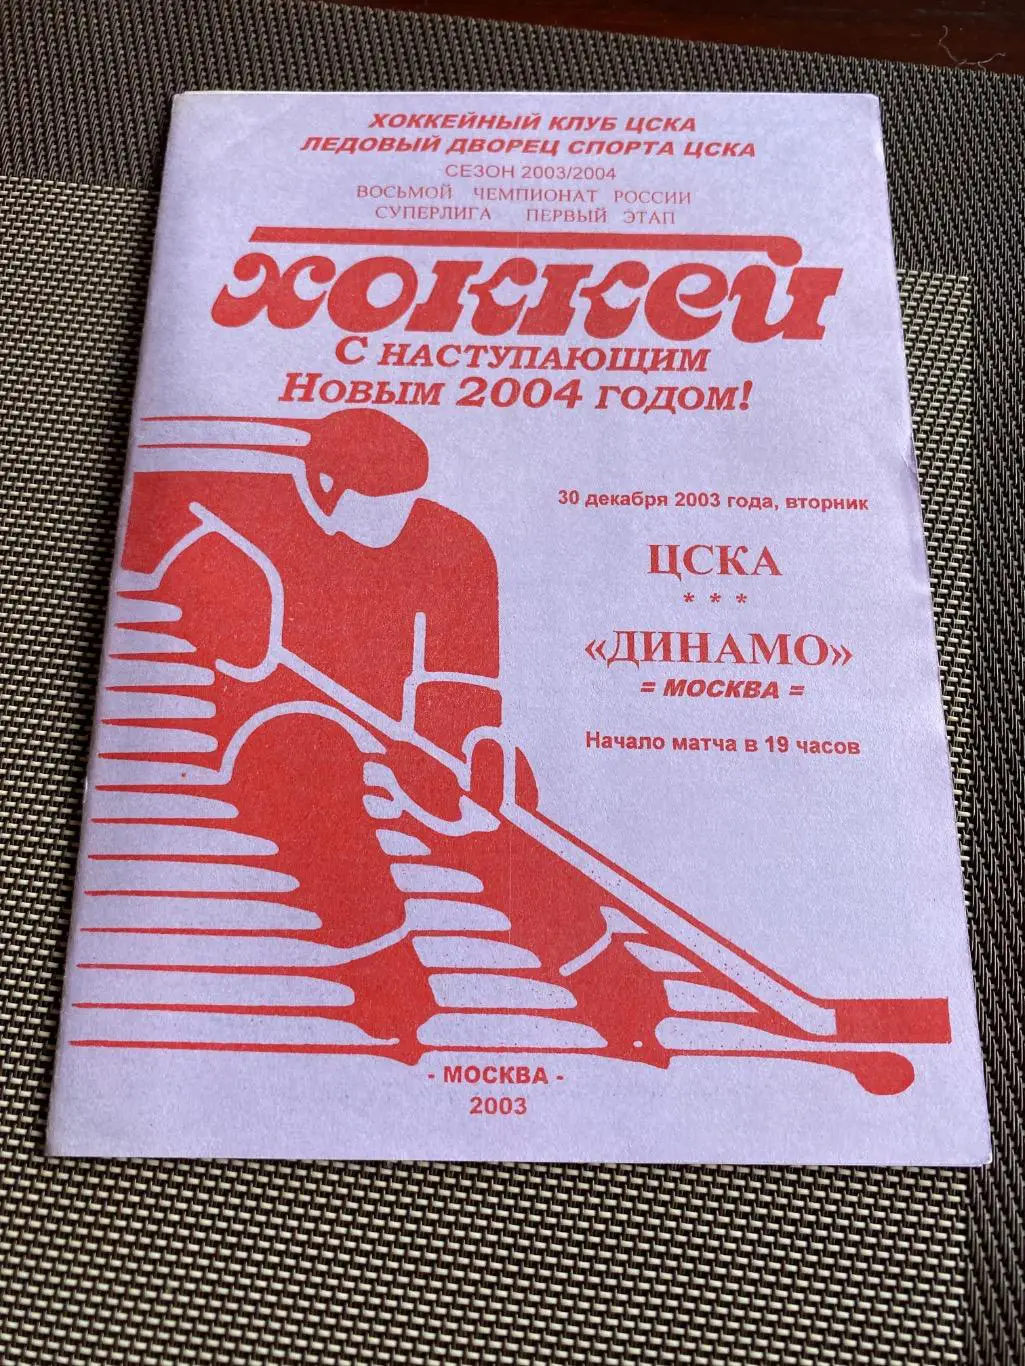 ХОККЕЙНЫЙ КЛУБ ЦСКА
ЛЕДОВЫЙ ДВОРЕЦ СПОРТА ЦСКА
СЕЗОН 2003/2004
ВОСЬМОЙ ЧЕМПИОНАТ РОССИИ
СУПЕРЛИГА ПЕРВЫЙ ЭТАП
ХОККЕЙ
С НАСТУПАЮЩИМ
НОВЫМ 2004 ГОДОМ!
30 декабря 2003 года, вторник
ЦСКА
* * *
«ДИНАМО»
= МОСКВА =
Начало матча в 19 часов
- МОСКВА -
2003